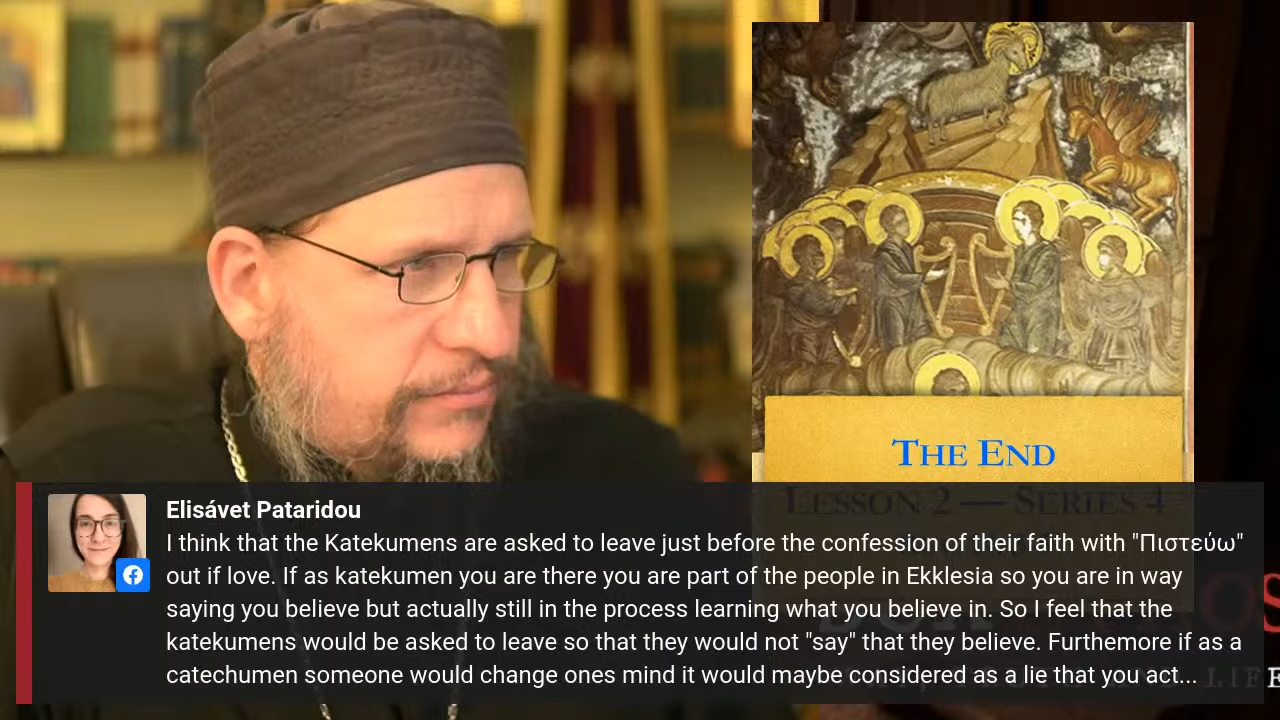 THE END
LESSON 2 — SERIES 4
Elisávet Pataridou
I think that the Katekumens are asked to leave just before the confession of their faith with "Πιστεύω"
out if love. If as katekumen you are there you are part of the people in Ekklesia so you are in way
saying you believe but actually still in the process learning what you believe in. So I feel that the
katekumens would be asked to leave so that they would not "say" that they believe. Furthemore if as a
catechumen someone would change ones mind it would maybe considered as a lie that you act...